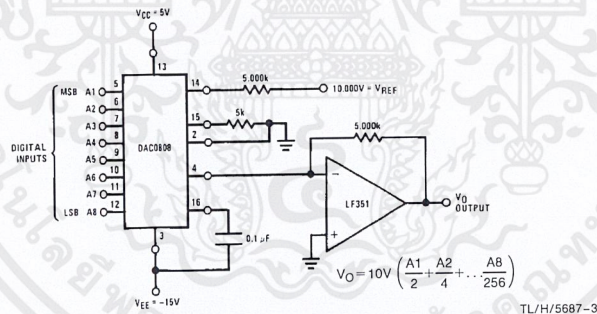 VCC = 5V
13
MSB A1 5
A2 6
A3 7
A4 8
A5 9
A6 10
A7 11
LSB A8 12
DIGITAL
INPUTS
DAC0808
14
5.000k
10.000V = VREF
15
5k
2
4
16
0.1 µF
3
VEE = -15V
5.000k
−
LF351
+
VO
OUTPUT
VO = 10V (A1/2 + A2/4 + ... A8/256)
TL/H/5687-3